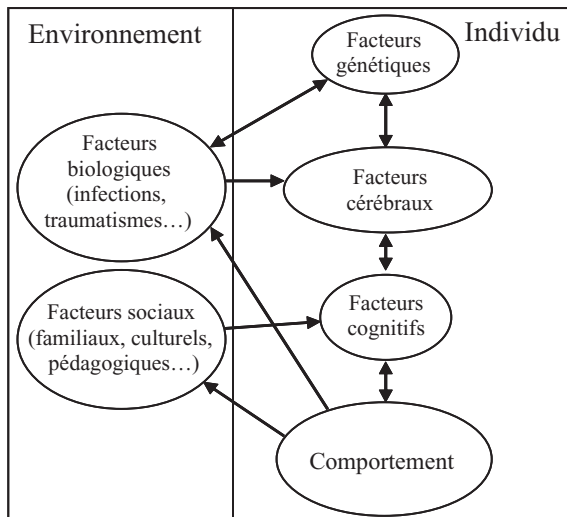 Environnement
Individu
Facteurs
génétiques
Facteurs
biologiques
(infections,
traumatismes…)
Facteurs
cérébraux
Facteurs sociaux
(familiaux, culturels,
pédagogiques…)
Facteurs
cognitifs
Comportement